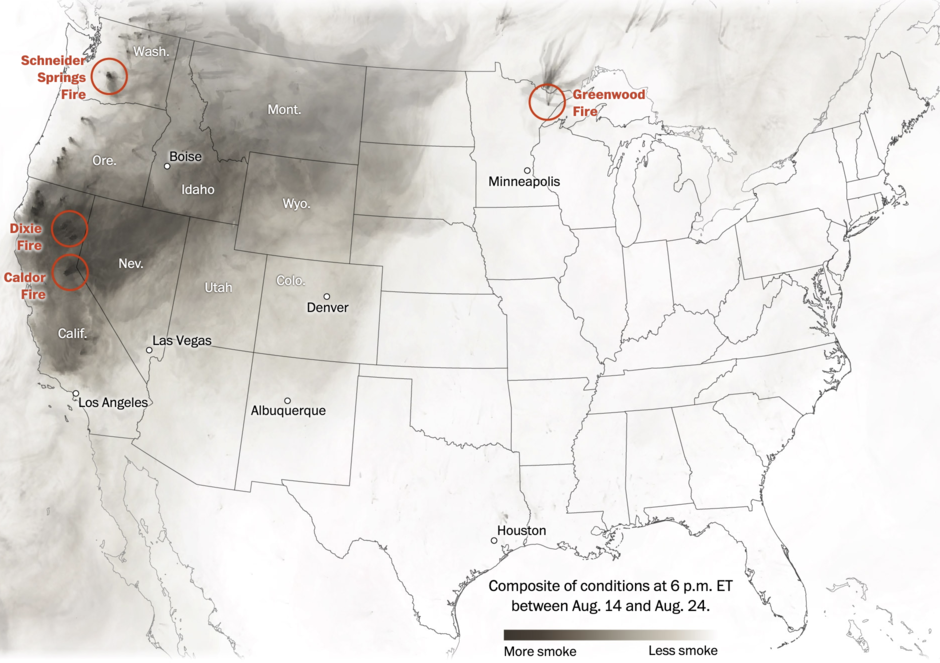 Wash.
Schneider
Springs
Fire
Mont.
Greenwood
Fire
Boise
Ore.
Idaho
Minneapolis
Wyo.
Dixie
Fire
Nev.
Caldor
Fire
Utah
Colo.
Denver
Calif.
Las Vegas
Los Angeles
Albuquerque
Houston
Composite of conditions at 6 p.m. ET
between Aug. 14 and Aug. 24.
More smoke
Less smoke